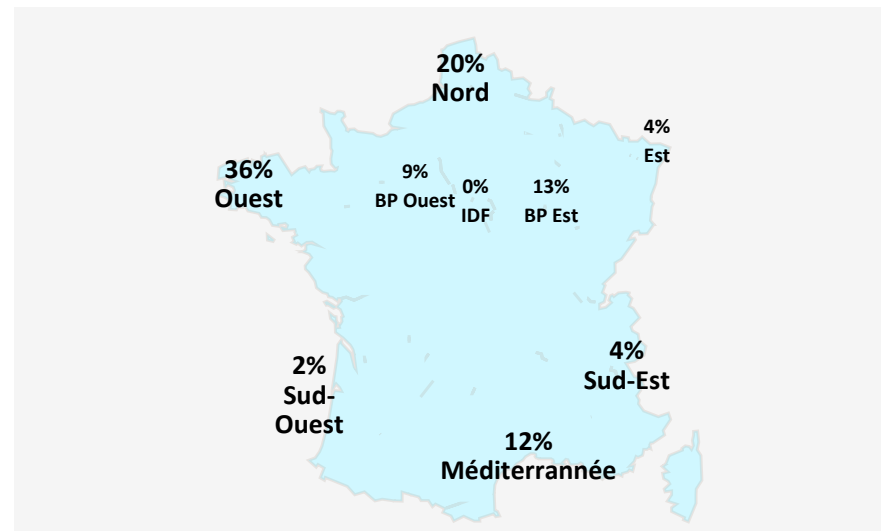 20%
Nord
4%
Est
36%
Ouest
9%
BP Ouest
0%
IDF
13%
BP Est
2%
Sud-
Ouest
4%
Sud-Est
12%
Méditerrannée